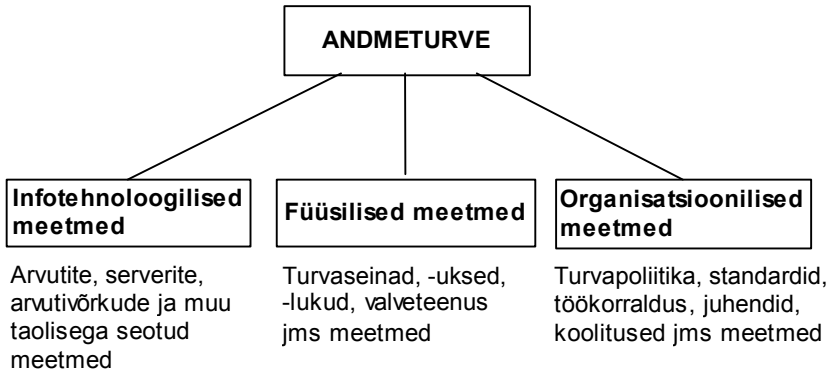 ANDMETURVE
Infotehnoloogilised
meetmed
Füüsilised meetmed
Organisatsioonilised
meetmed
Arvutite, serverite,
arvutivõrkude ja muu
taolisega seotud
meetmed
Turvaseinad, -uksed,
-lukud, valveteenus
jms meetmed
Turvapoliitika, standardid,
töökorraldus, juhendid,
koolitused jms meetmed